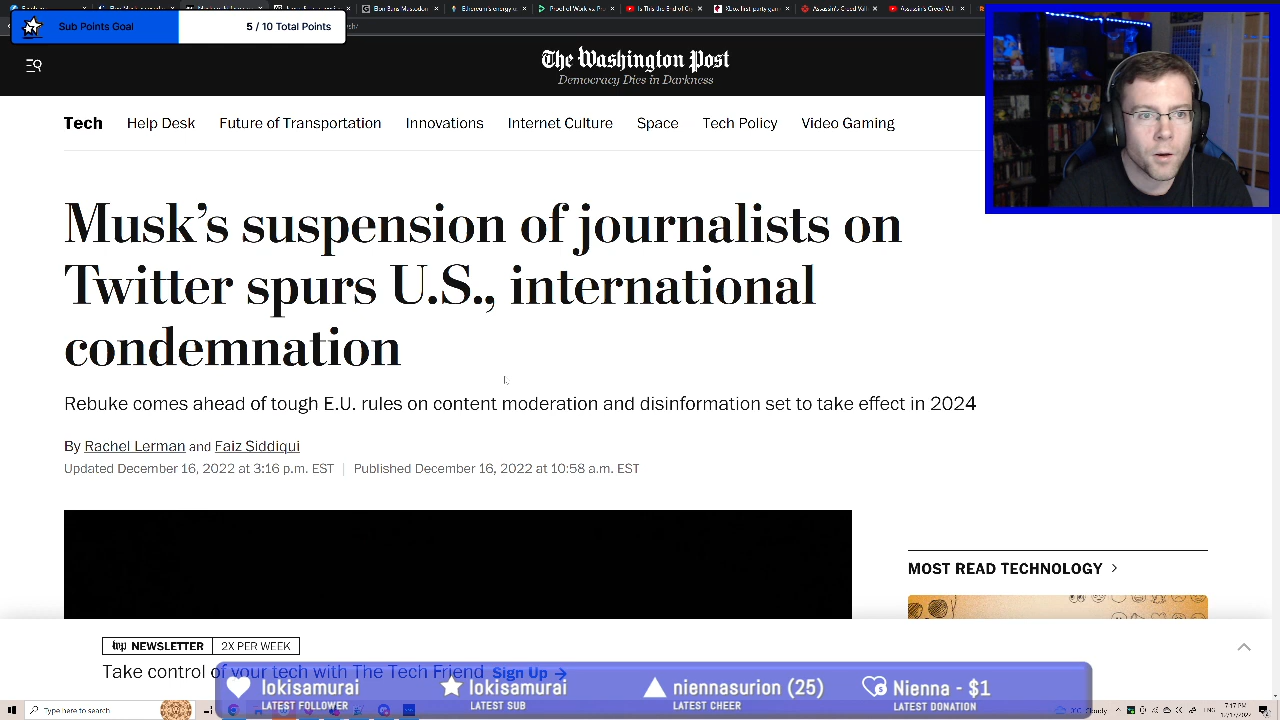 Sub Points Goal
5 / 10 Total Points
The Washington Post
Democracy Dies in Darkness
Tech
Help Desk
Future of Transportation
Innovations
Internet Culture
Space
Tech Policy
Video Gaming
Musk's suspension of journalists on
Twitter spurs U.S., international
condemnation
Rebuke comes ahead of tough E.U. rules on content moderation and disinformation set to take effect in 2024
By Rachel Lerman and Faiz Siddiqui
Updated December 16, 2022 at 3:16 p.m. EST | Published December 16, 2022 at 10:58 a.m. EST
MOST READ TECHNOLOGY
wp NEWSLETTER 2X PER WEEK
Take control of your tech with The Tech Friend Sign Up
lokisamurai
LATEST FOLLOWER
lokisamurai
LATEST SUB
niennasurion (25)
LATEST CHEER
Nienna - $1
LATEST DONATION
Type here to search
Cloudy
7:17 PM